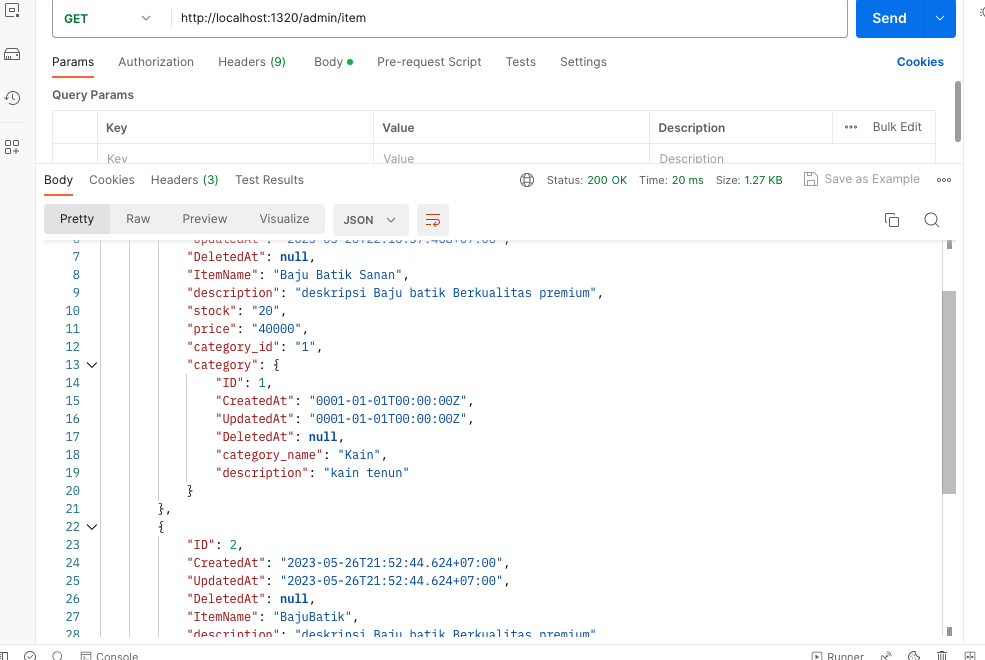 GET http://localhost:1320/admin/item Send
Params Authorization Headers (9) Body Pre-request Script Tests Settings Cookies
Query Params
Key Value Description ••• Bulk Edit
Key Value Description
Body Cookies Headers (3) Test Results Status: 200 OK Time: 20 ms Size: 1.27 KB Save as Example
Pretty Raw Preview Visualize JSON
7 "DeletedAt": null,
8 "ItemName": "Baju Batik Sanan",
9 "description": "deskripsi Baju batik Berkualitas premium",
10 "stock": "20",
11 "price": "40000",
12 "category_id": "1",
13 "category": {
14 "ID": 1,
15 "CreatedAt": "0001-01-01T00:00:00Z",
16 "UpdatedAt": "0001-01-01T00:00:00Z",
17 "DeletedAt": null,
18 "category_name": "Kain",
19 "description": "kain tenun"
20 }
21 },
22 {
23 "ID": 2,
24 "CreatedAt": "2023-05-26T21:52:44.624+07:00",
25 "UpdatedAt": "2023-05-26T21:52:44.624+07:00",
26 "DeletedAt": null,
27 "ItemName": "BajuBatik",
28 "description": "deskripsi Baju batik Berkualitas premium"
Console Runner